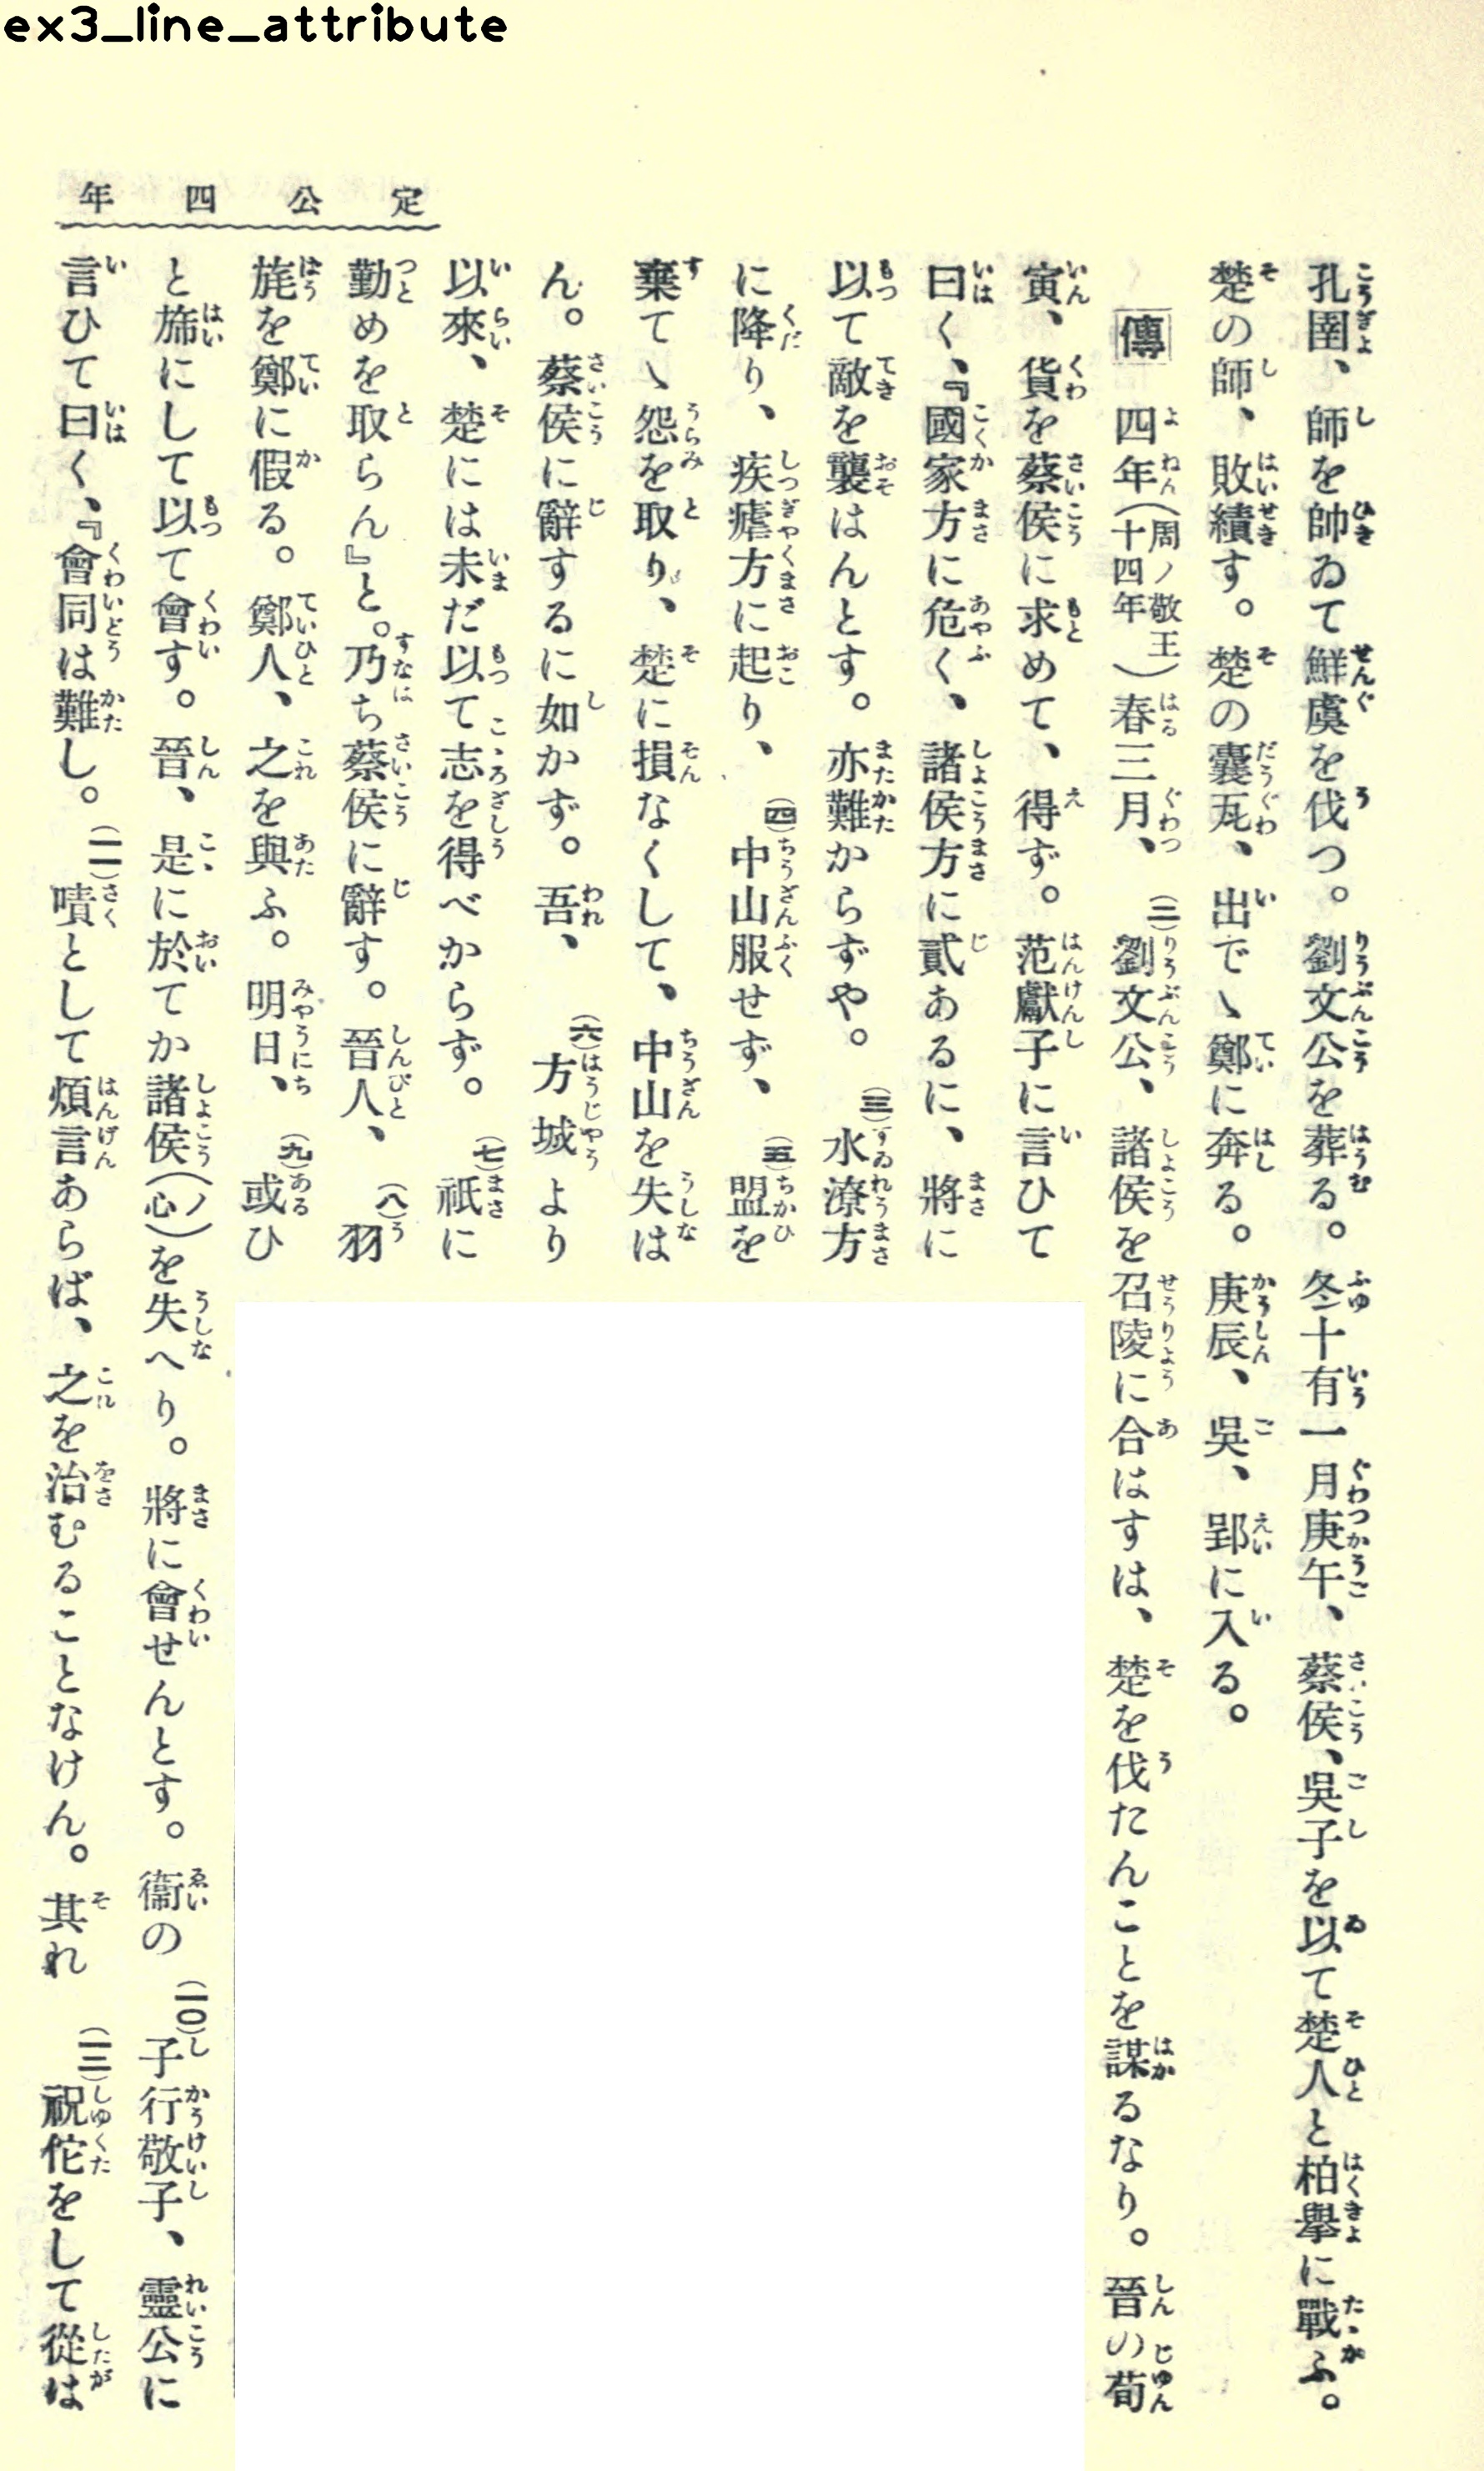 ex3_line_attribute
定公四年
孔圉、師を帥ゐて鮮虞を伐つ。劉文公を葬る。冬十有一月庚午、蔡侯、吳子を以て楚人と柏擧に戰ふ。
楚の師、敗績す。楚の囊瓦、出でゝ鄭に奔る。庚辰、吳、郢に入る。
傳 四年(周ノ敬王十四年)春三月、(二)劉文公、諸侯を召陵に合はすは、楚を伐たんことを謀るなり。晉の荀
寅、貨を蔡侯に求めて、得ず。范獻子に言ひて
曰く、『國家方に危く、諸侯方に貳あるに、將に
以て敵を襲はんとす。亦難からずや。(三)水潦方
に降り、疾瘧方に起り、(四)中山服せず、(五)盟を
棄てゝ怨を取り、楚に損なくして、中山を失は
ん。蔡侯に辭するに如かず。吾、(六)方城より
以來、楚には未だ以て志を得べからず。(七)祇に
勤めを取らん』と。乃ち蔡侯に辭す。晉人、(八)羽
旄を鄭に假る。鄭人、之を與ふ。明日、(九)或ひ
と旆にして以て會す。晉、是に於てか諸侯(ノ心)を失へり。將に會せんとす。衞の(一〇)子行敬子、靈公に
言ひて曰く、『會同は難し。(一一)嘖として煩言あらば、之を治むることなけん。其れ(一二)祝佗をして從は